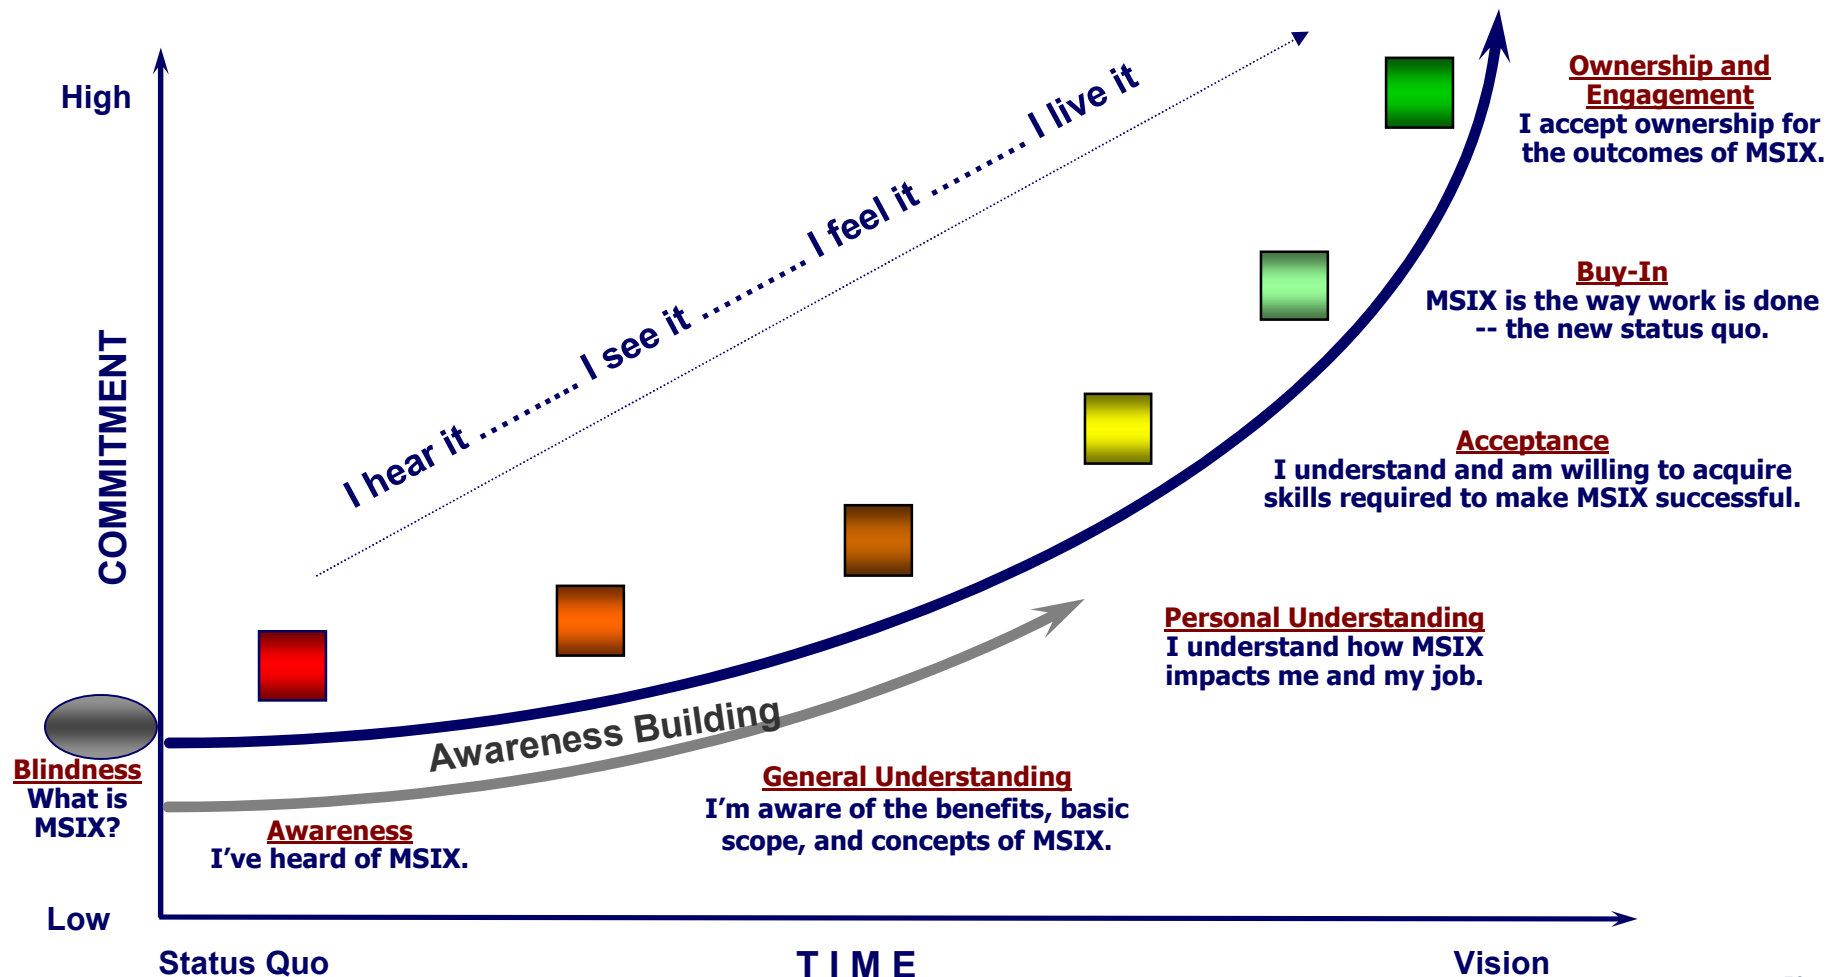 High
COMMITMENT
Low
I hear it ........ I see it ........ I feel it ........ I live it
Ownership and
Engagement
I accept ownership for
the outcomes of MSIX.
Buy-In
MSIX is the way work is done
-- the new status quo.
Acceptance
I understand and am willing to acquire
skills required to make MSIX successful.
Personal Understanding
I understand how MSIX
impacts me and my job.
Awareness Building
General Understanding
I’m aware of the benefits, basic
scope, and concepts of MSIX.
Blindness
What is
MSIX?
Awareness
I’ve heard of MSIX.
Status Quo
T I M E
Vision